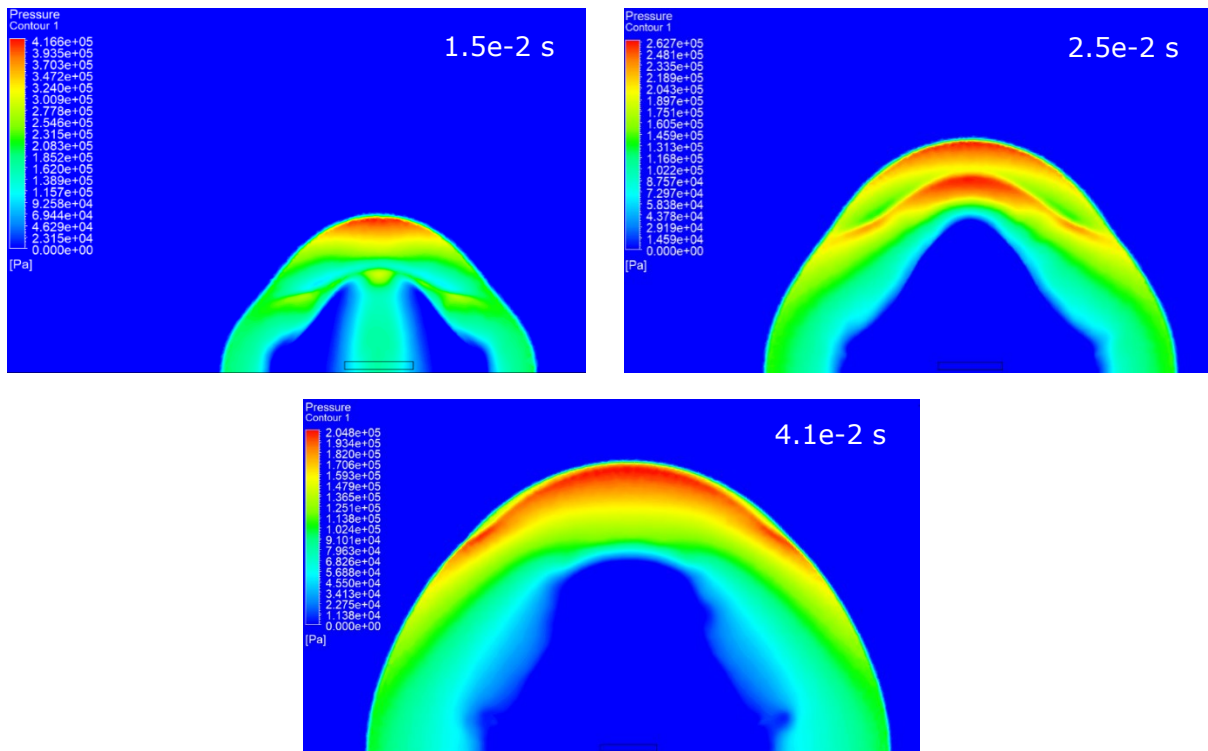 Pressure
Contour 1
4.166e+05
3.935e+05
3.703e+05
3.472e+05
3.240e+05
3.009e+05
2.778e+05
2.546e+05
2.315e+05
2.083e+05
1.852e+05
1.620e+05
1.389e+05
1.157e+05
9.258e+04
6.944e+04
4.629e+04
2.315e+04
0.000e+00
[Pa]
1.5e-2 s
Pressure
Contour 1
2.627e+05
2.481e+05
2.335e+05
2.189e+05
2.043e+05
1.897e+05
1.751e+05
1.605e+05
1.459e+05
1.313e+05
1.168e+05
1.022e+05
8.757e+04
7.297e+04
5.838e+04
4.378e+04
2.919e+04
1.459e+04
0.000e+00
[Pa]
2.5e-2 s
Pressure
Contour 1
2.048e+05
1.934e+05
1.820e+05
1.706e+05
1.593e+05
1.479e+05
1.365e+05
1.251e+05
1.138e+05
1.024e+05
9.101e+04
7.963e+04
6.826e+04
5.688e+04
4.550e+04
3.413e+04
2.275e+04
1.138e+04
0.000e+00
[Pa]
4.1e-2 s